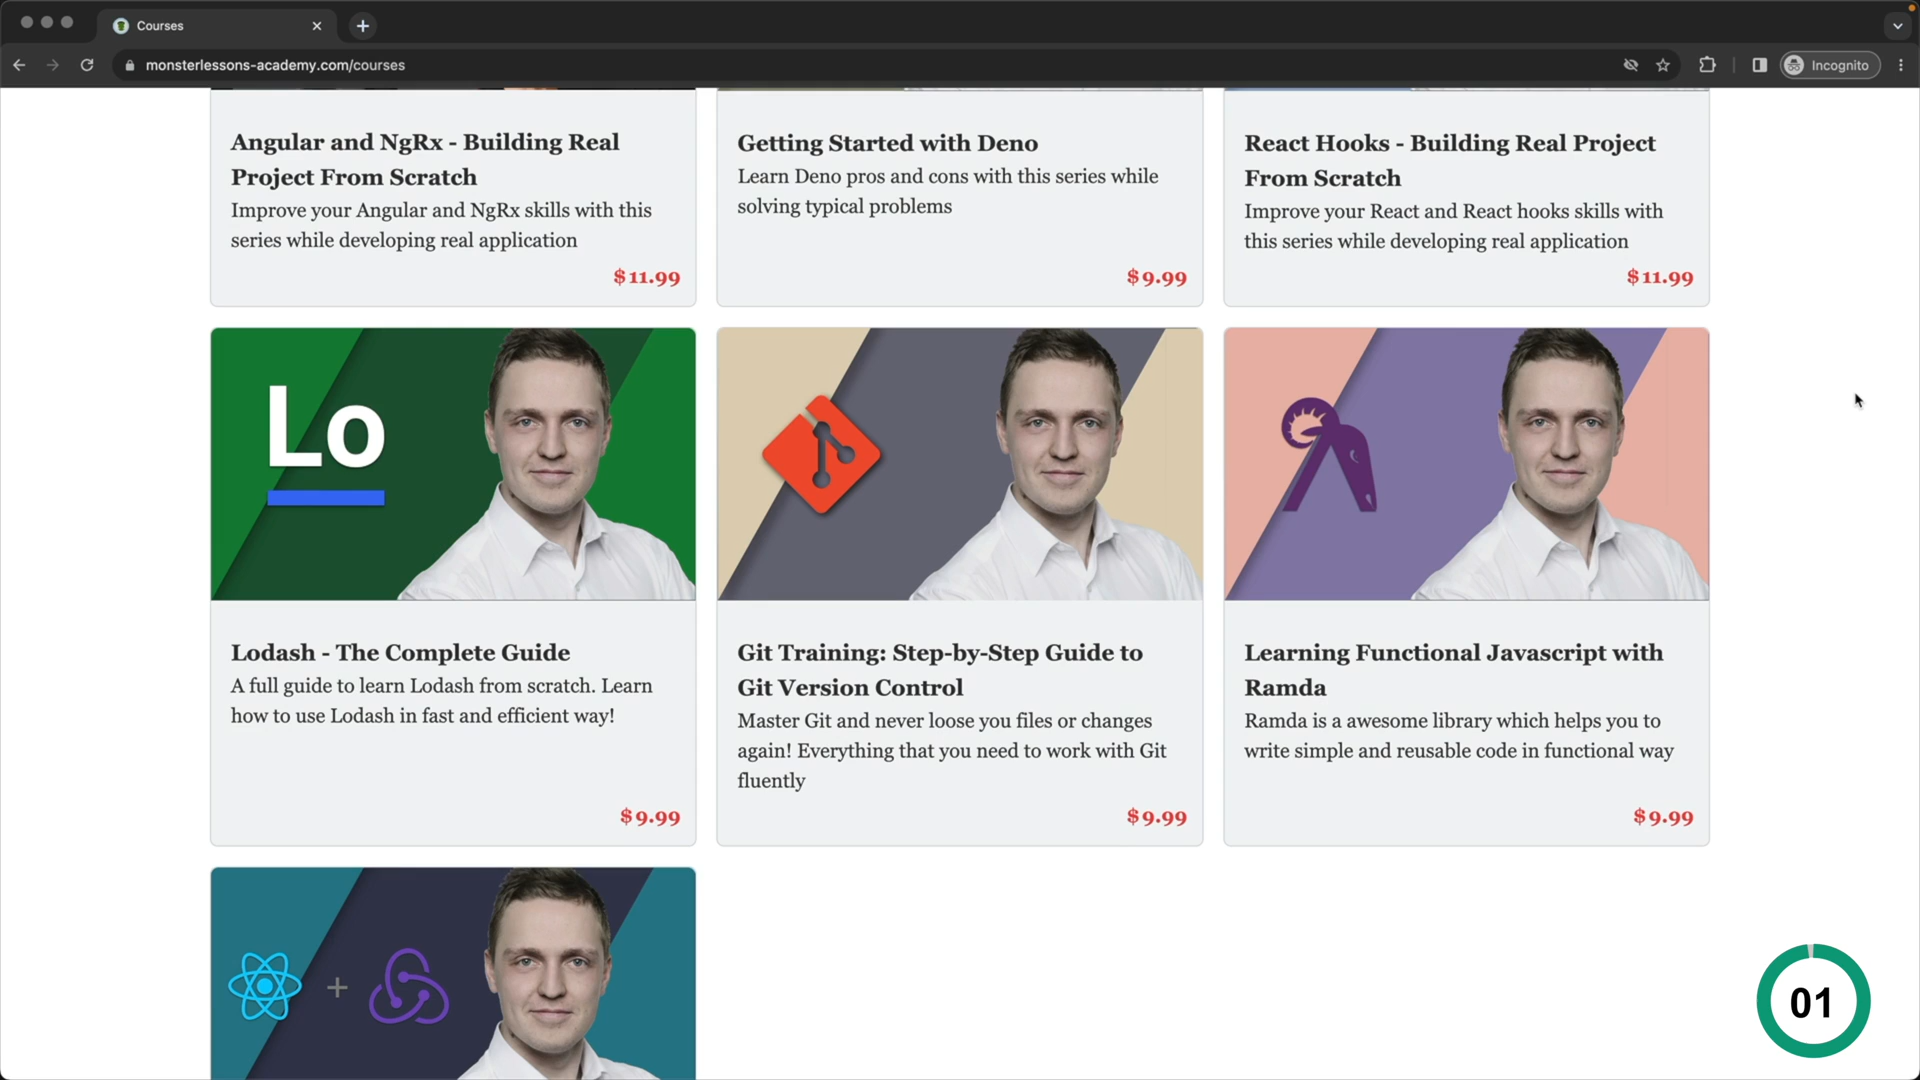 Courses
monsterlessons-academy.com/courses
Incognito
Angular and NgRx - Building Real
Project From Scratch
Improve your Angular and NgRx skills with this
series while developing real application
$11.99
Getting Started with Deno
Learn Deno pros and cons with this series while
solving typical problems
$9.99
React Hooks - Building Real Project
From Scratch
Improve your React and React hooks skills with
this series while developing real application
$11.99
Lo
Lodash - The Complete Guide
A full guide to learn Lodash from scratch. Learn
how to use Lodash in fast and efficient way!
$9.99
Git Training: Step-by-Step Guide to
Git Version Control
Master Git and never loose you files or changes
again! Everything that you need to work with Git
fluently
$9.99
Learning Functional Javascript with
Ramda
Ramda is a awesome library which helps you to
write simple and reusable code in functional way
$9.99
+
01